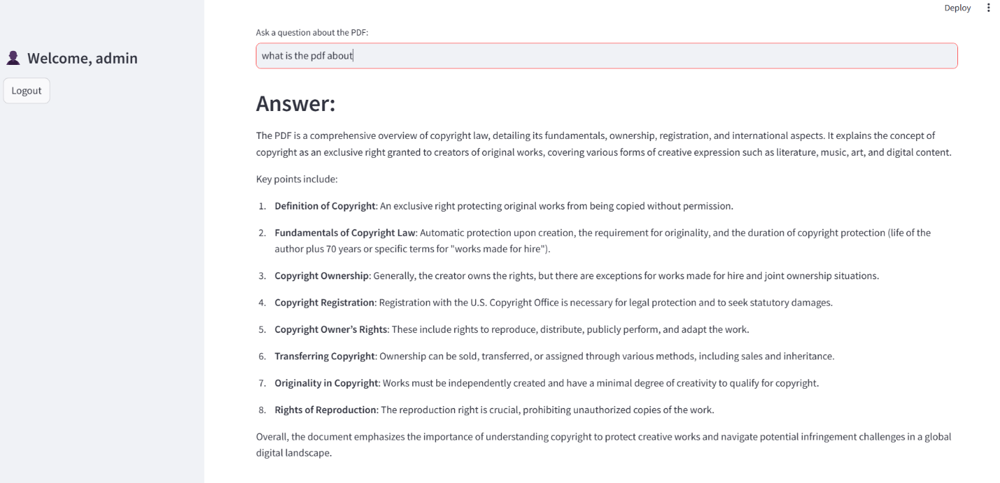 Deploy
Welcome, admin
Logout
Ask a question about the PDF:
what is the pdf about
Answer:
The PDF is a comprehensive overview of copyright law, detailing its fundamentals, ownership, registration, and international aspects. It explains the concept of
copyright as an exclusive right granted to creators of original works, covering various forms of creative expression such as literature, music, art, and digital content.
Key points include:
1. Definition of Copyright: An exclusive right protecting original works from being copied without permission.
2. Fundamentals of Copyright Law: Automatic protection upon creation, the requirement for originality, and the duration of copyright protection (life of the
author plus 70 years or specific terms for "works made for hire").
3. Copyright Ownership: Generally, the creator owns the rights, but there are exceptions for works made for hire and joint ownership situations.
4. Copyright Registration: Registration with the U.S. Copyright Office is necessary for legal protection and to seek statutory damages.
5. Copyright Owner’s Rights: These include rights to reproduce, distribute, publicly perform, and adapt the work.
6. Transferring Copyright: Ownership can be sold, transferred, or assigned through various methods, including sales and inheritance.
7. Originality in Copyright: Works must be independently created and have a minimal degree of creativity to qualify for copyright.
8. Rights of Reproduction: The reproduction right is crucial, prohibiting unauthorized copies of the work.
Overall, the document emphasizes the importance of understanding copyright to protect creative works and navigate potential infringement challenges in a global
digital landscape.